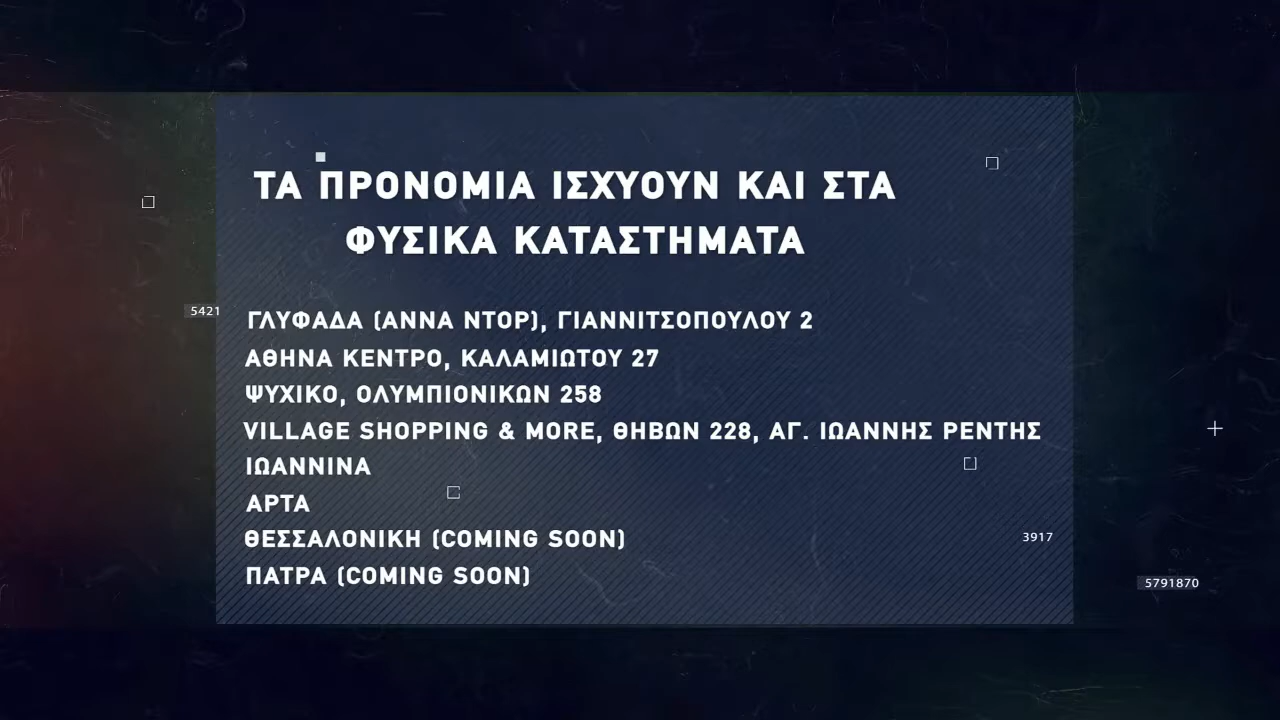 ΤΑ ΠΡΟΝΟΜΙΑ ΙΣΧΥΟΥΝ ΚΑΙ ΣΤΑ
ΦΥΣΙΚΑ ΚΑΤΑΣΤΗΜΑΤΑ
5421
ΓΛΥΦΑΔΑ (ΑΝΝΑ ΝΤΟΡ), ΓΙΑΝΝΙΤΣΟΠΟΥΛΟΥ 2
ΑΘΗΝΑ ΚΕΝΤΡΟ, ΚΑΛΑΜΙΩΤΟΥ 27
ΨΥΧΙΚΟ, ΟΛΥΜΠΙΟΝΙΚΩΝ 258
VILLAGE SHOPPING & MORE, ΘΗΒΩΝ 228, ΑΓ. ΙΩΑΝΝΗΣ ΡΕΝΤΗΣ
ΙΩΑΝΝΙΝΑ
ΑΡΤΑ
ΘΕΣΣΑΛΟΝΙΚΗ (COMING SOON)
3917
ΠΑΤΡΑ (COMING SOON)
5791870